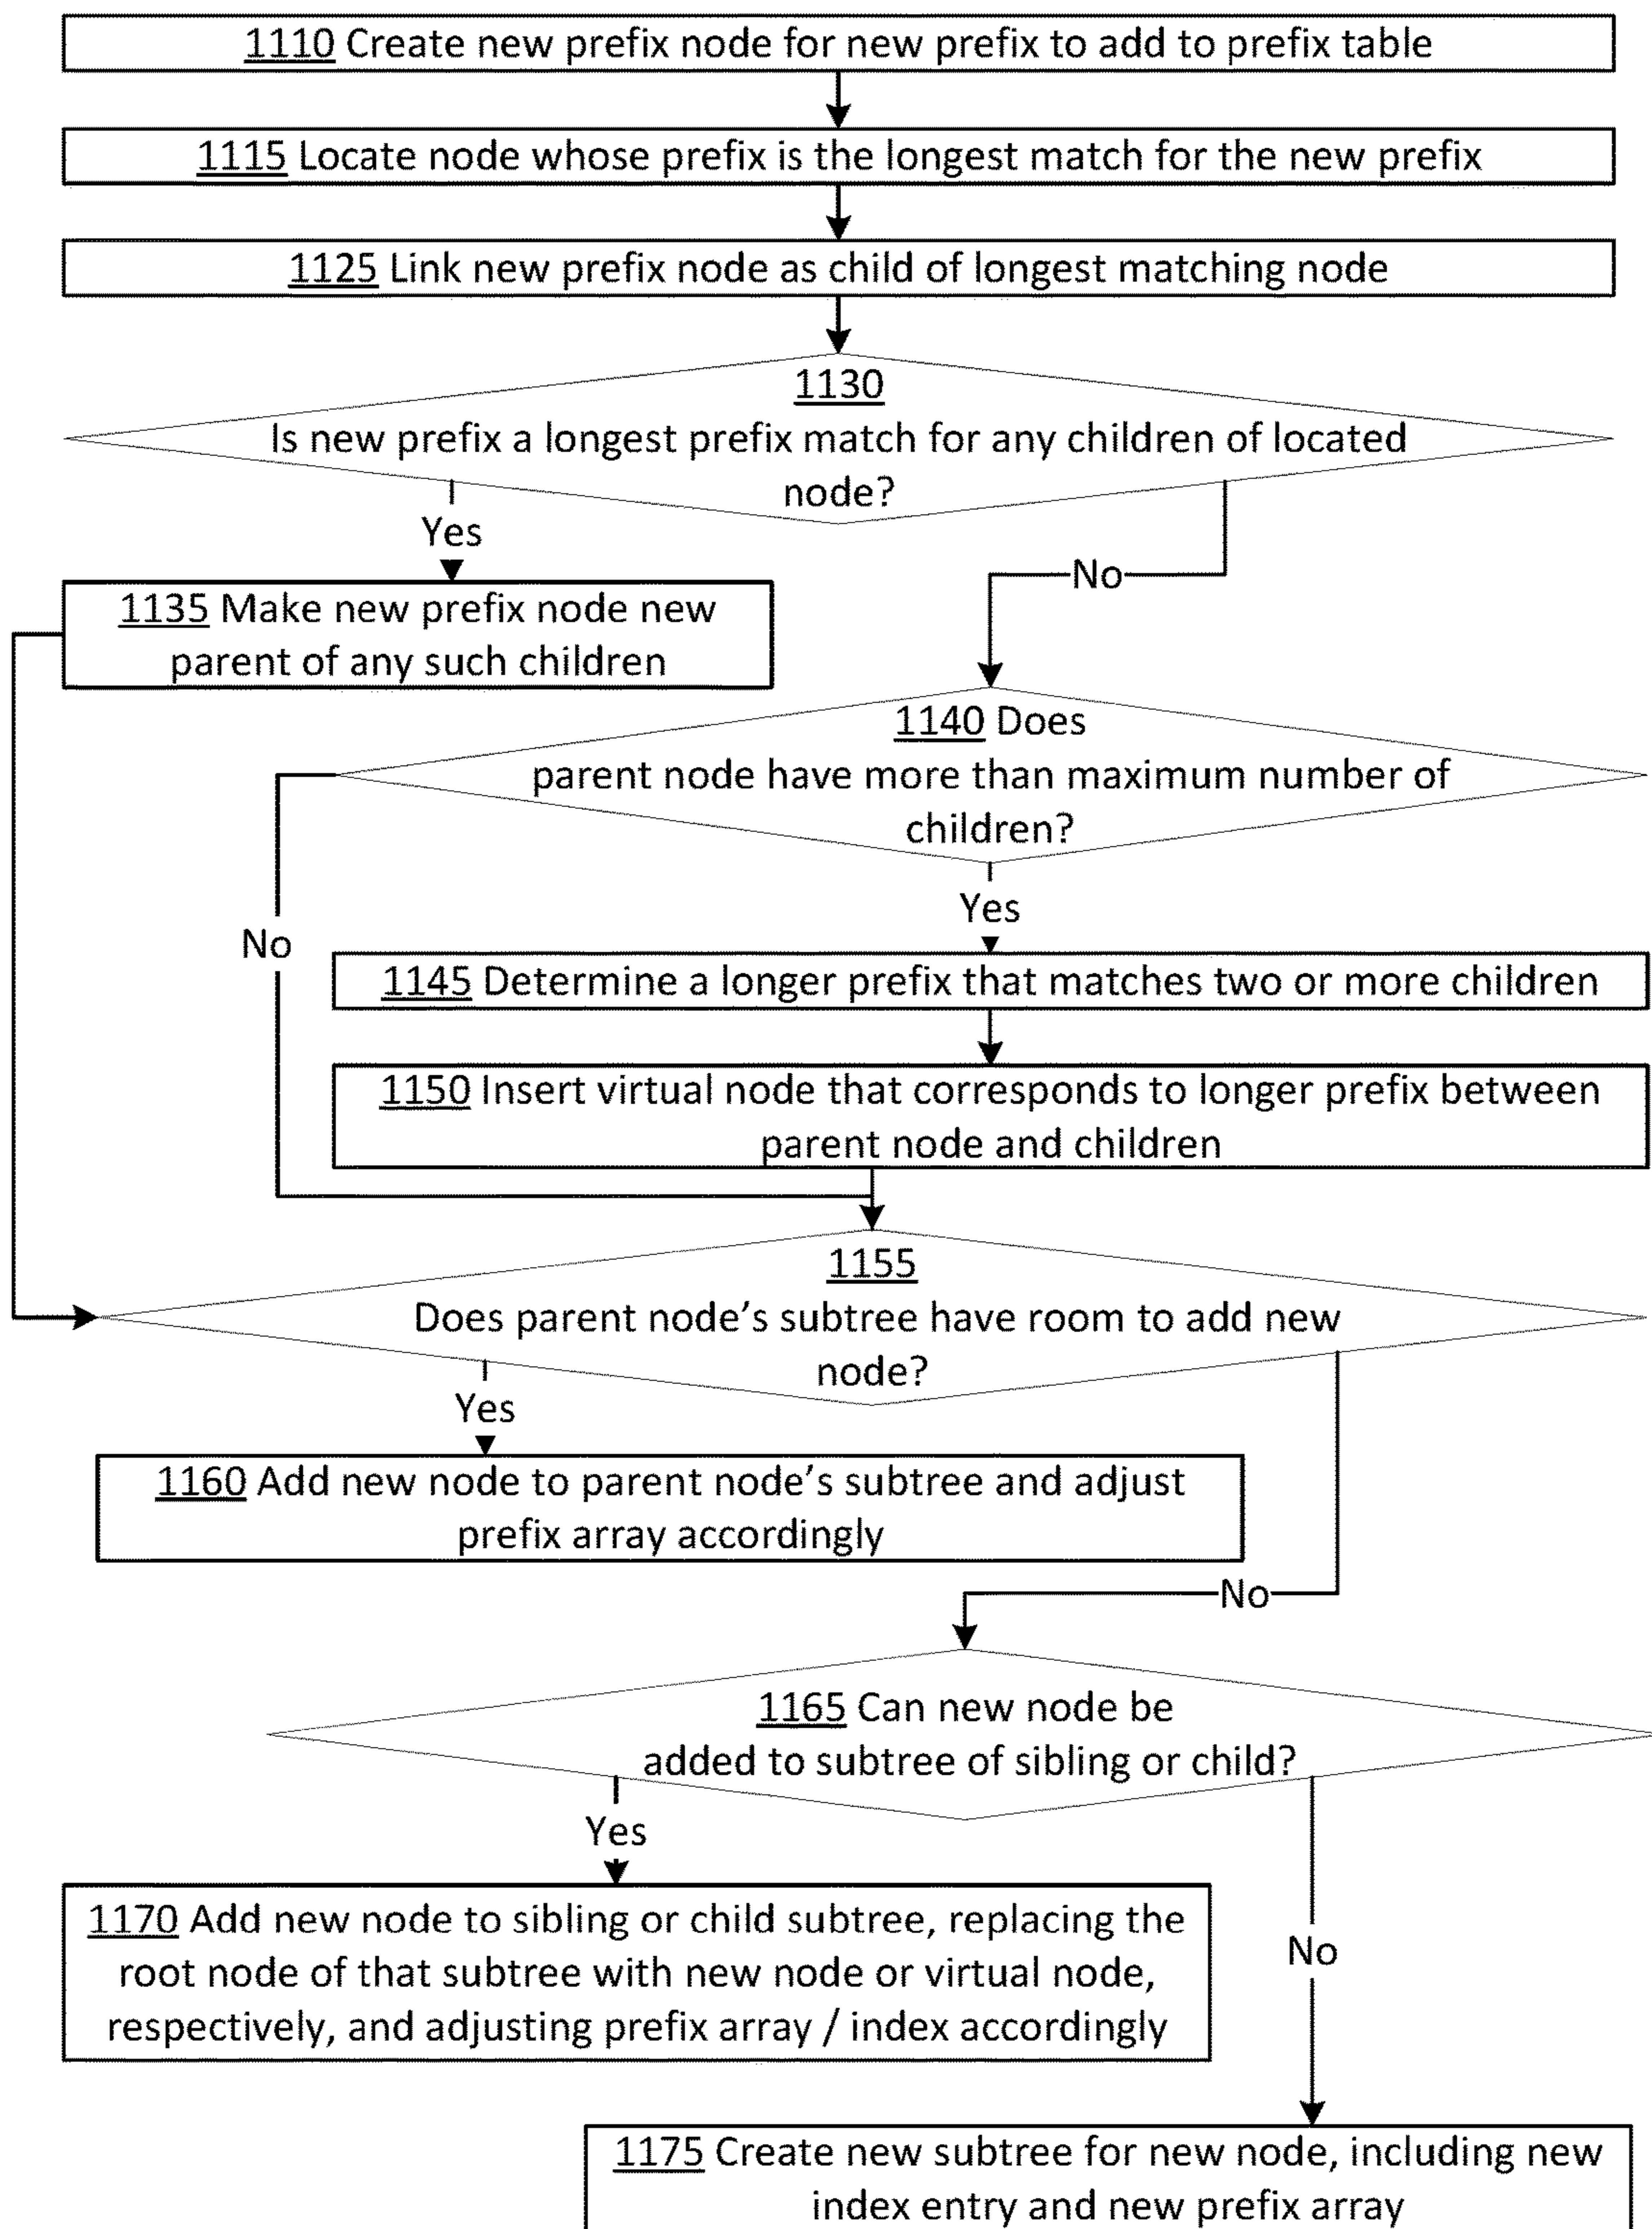 1110 Create new prefix node for new prefix to add to prefix table
1115 Locate node whose prefix is the longest match for the new prefix
1125 Link new prefix node as child of longest matching node
1130
Is new prefix a longest prefix match for any children of located
node?
Yes
No
1135 Make new prefix node new
parent of any such children
1140 Does
parent node have more than maximum number of
children?
Yes
No
1145 Determine a longer prefix that matches two or more children
1150 Insert virtual node that corresponds to longer prefix between
parent node and children
1155
Does parent node’s subtree have room to add new
node?
Yes
1160 Add new node to parent node’s subtree and adjust
prefix array accordingly
No
1165 Can new node be
added to subtree of sibling or child?
Yes
1170 Add new node to sibling or child subtree, replacing the
root node of that subtree with new node or virtual node,
respectively, and adjusting prefix array / index accordingly
No
1175 Create new subtree for new node, including new
index entry and new prefix array